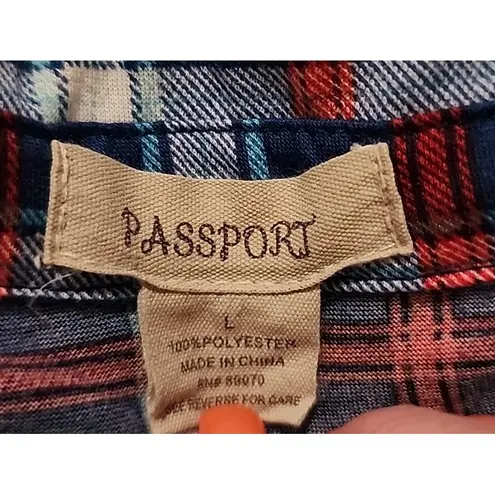 PASSPORT
L
100% POLYESTER
MADE IN CHINA
RN# 89070
SEE REVERSE FOR CARE